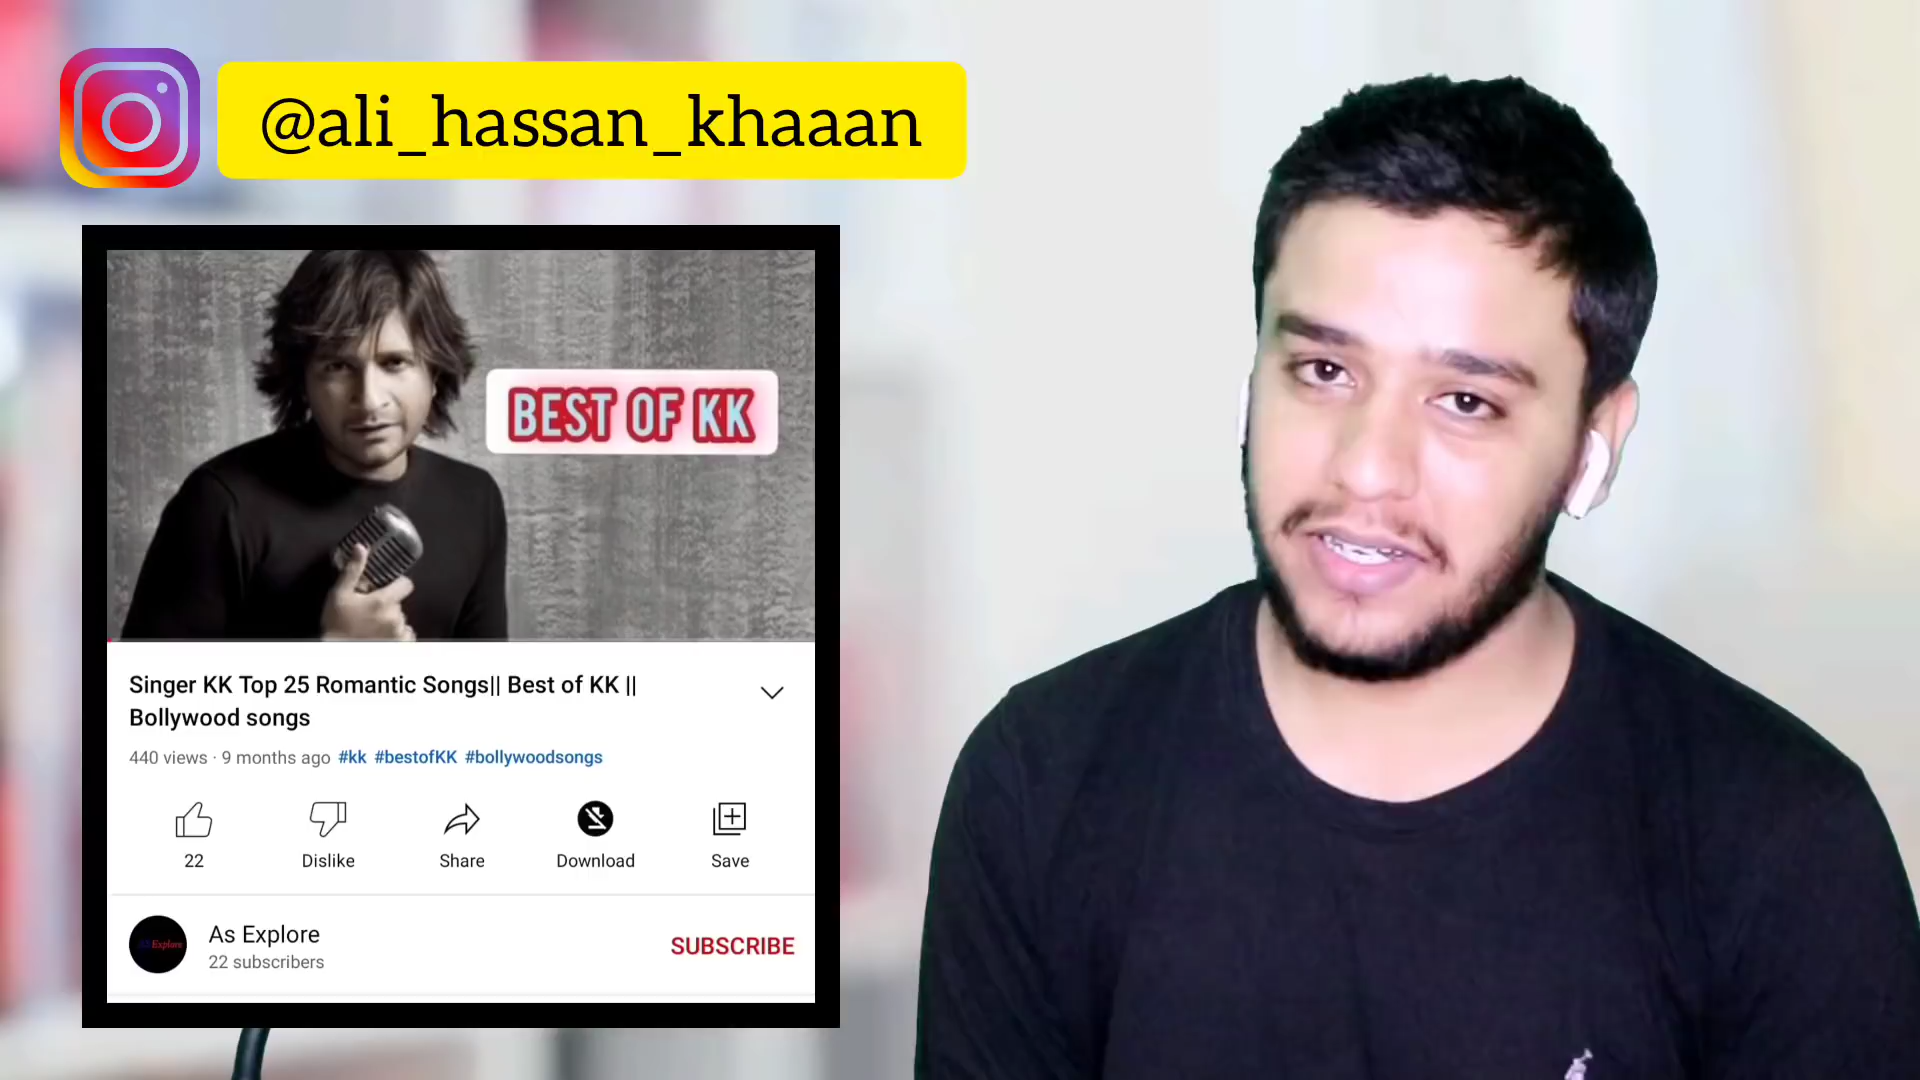 @ali_hassan_khaaan
BEST OF KK
Singer KK Top 25 Romantic Songs|| Best of KK ||
Bollywood songs
440 views · 9 months ago #kk #bestofKK #bollywoodsongs
22
Dislike
Share
Download
Save
Explore
As Explore
22 subscribers
SUBSCRIBE